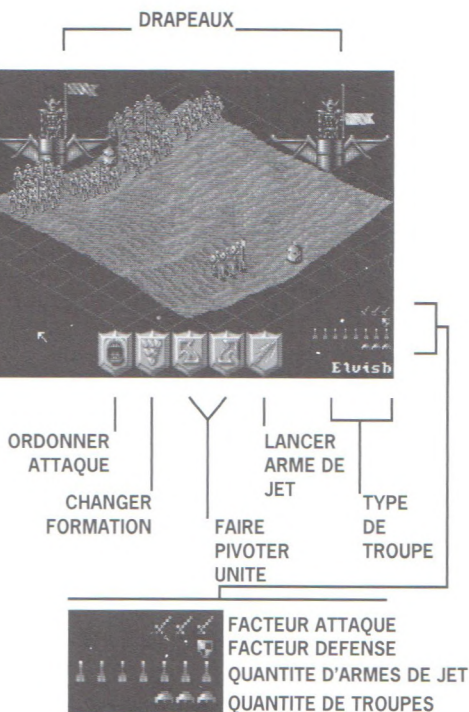 DRAPEAUX
Elvish
ORDONNER
ATTAQUE
CHANGER
FORMATION
FAIRE
PIVOTER
UNITE
LANCER
ARME DE
JET
TYPE
DE
TROUPE
FACTEUR ATTAQUE
FACTEUR DEFENSE
QUANTITE D'ARMES DE JET
QUANTITE DE TROUPES